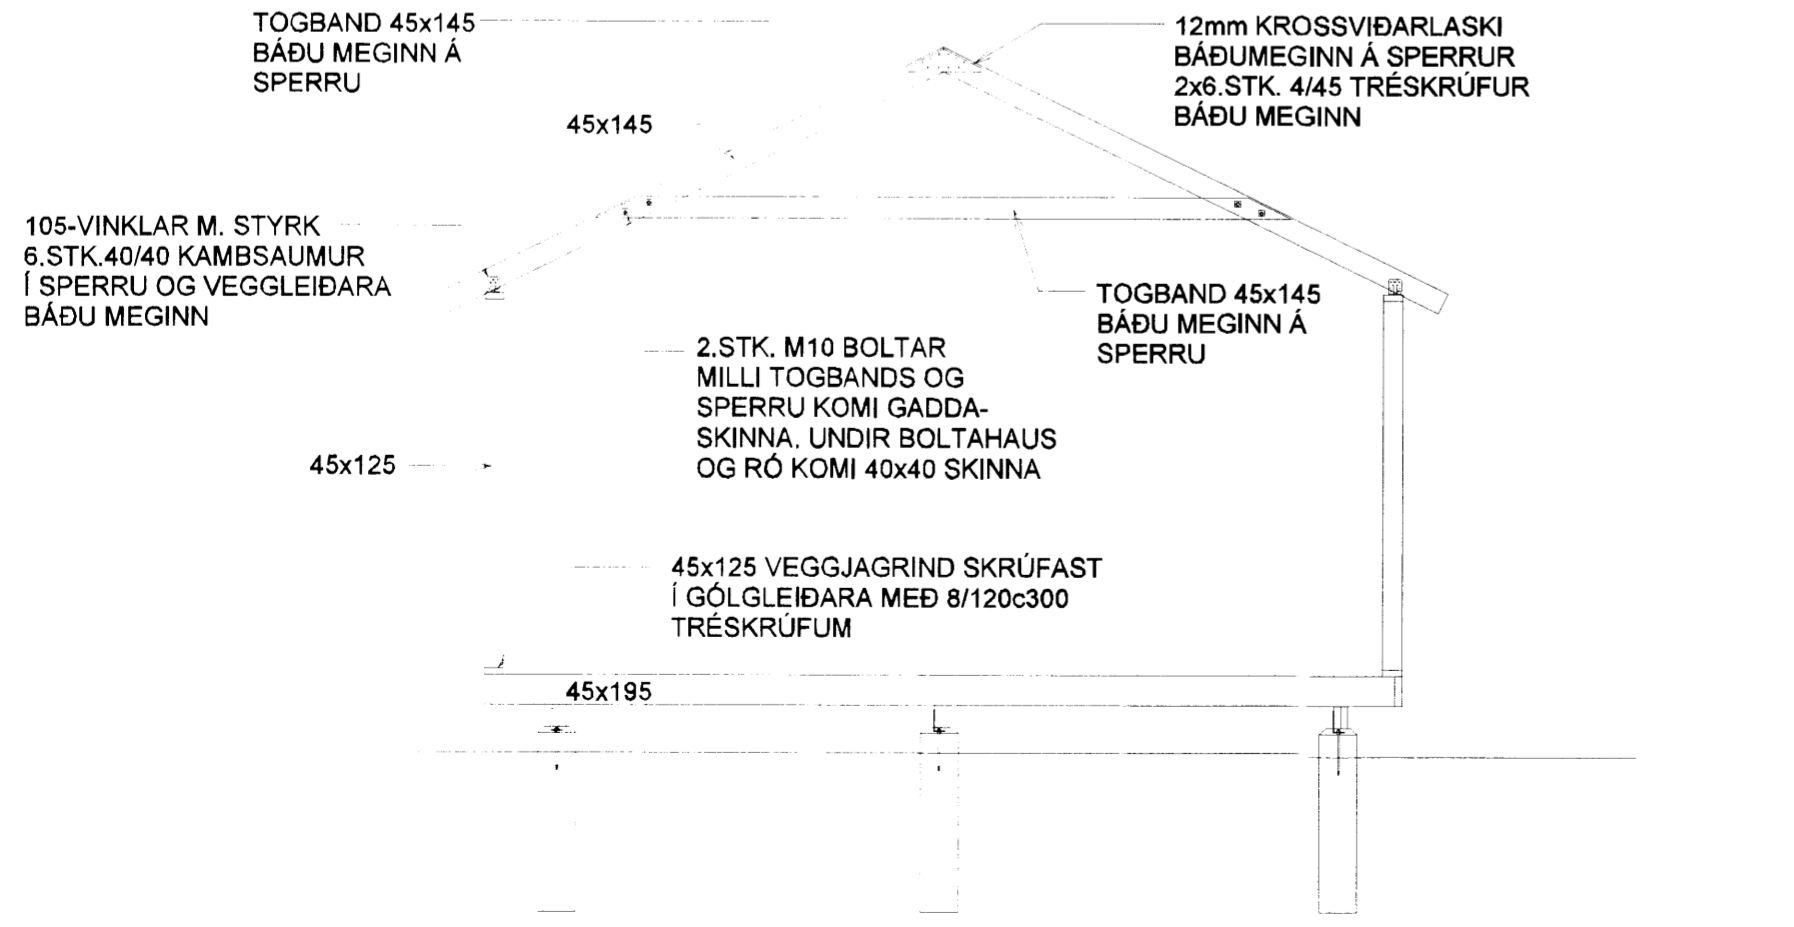 TOGBAND 45x145
BÁÐU MEGINN Á
SPERRU
12mm KROSSVIÐARLASKI
BÁÐUMEGINN Á SPERRUR
2x6.STK. 4/45 TRÉSKRÚFUR
BÁÐU MEGINN
45x145
105-VINKLAR M. STYRK
6.STK.40/40 KAMBSAUMUR
Í SPERRU OG VEGGLEIÐARA
BÁÐU MEGINN
TOGBAND 45x145
BÁÐU MEGINN Á
SPERRU
2.STK. M10 BOLTAR
MILLI TOGBANDS OG
SPERRU KOMI GADDA-
SKINNA. UNDIR BOLTAHAUS
OG RÓ KOMI 40x40 SKINNA
45x125
45x125 VEGGJAGRIND SKRÚFAST
Í GÓLGLEIÐARA MEÐ 8/120c300
TRÉSKRÚFUM
45x195